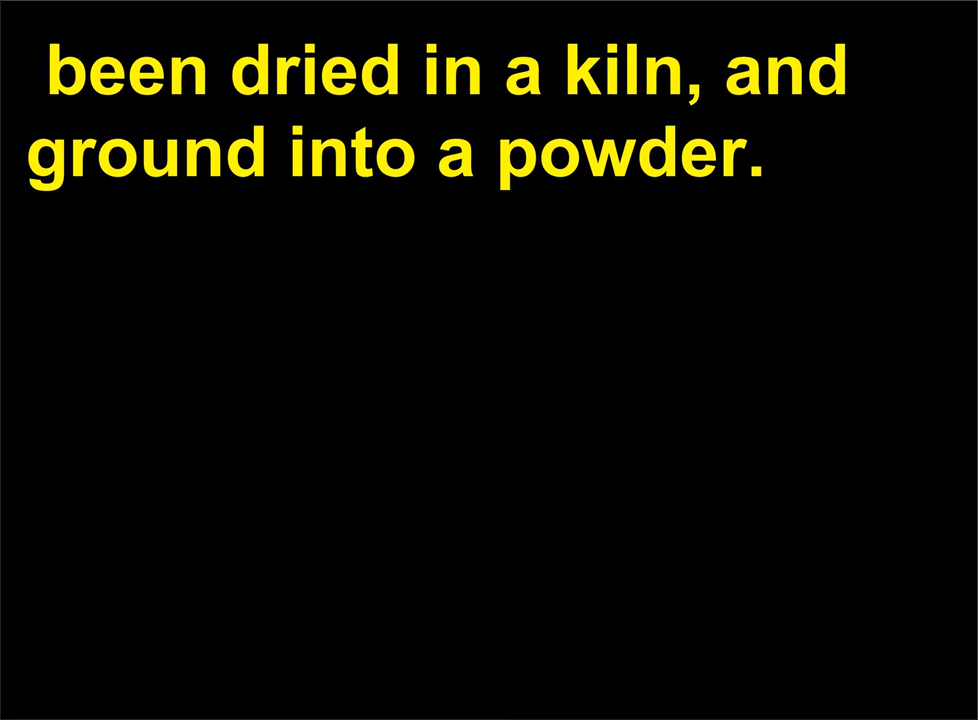 been dried in a kiln, and
ground into a powder.